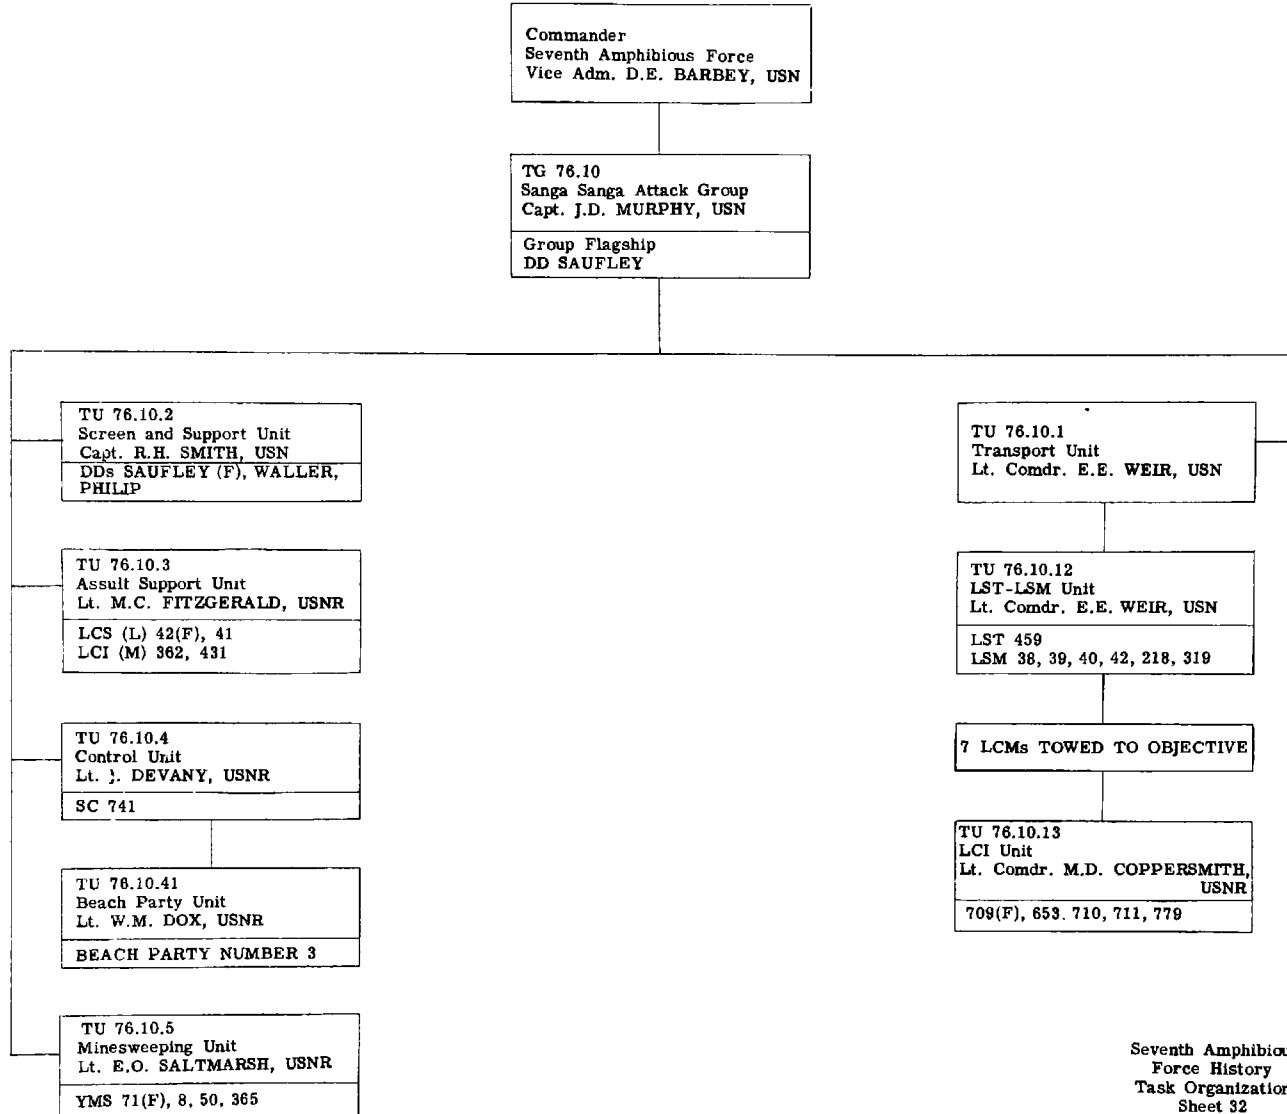 Commander
Seventh Amphibious Force
Vice Adm. D.E. BARBEY, USN
TG 76.10
Sanga Sanga Attack Group
Capt. J.D. MURPHY, USN
Group Flagship
DD SAUFLEY
TU 76.10.2
Screen and Support Unit
Capt. R.H. SMITH, USN
DDs SAUFLEY (F), WALLER,
PHILIP
TU 76.10.3
Assult Support Unit
Lt. M.C. FITZGERALD, USNR
LCS (L) 42(F), 41
LCI (M) 362, 431
TU 76.10.4
Control Unit
Lt. DEVANY, USNR
SC 741
TU 76.10.41
Beach Party Unit
Lt. W.M. DOX, USNR
BEACH PARTY NUMBER 3
TU 76.10.5
Minesweeping Unit
Lt. E.O. SALTMARSH, USNR
YMS 71(F), 8, 50, 365
TU 76.10.1
Transport Unit
Lt. Comdr. E.E. WEIR, USN
TU 76.10.12
LST-LSM Unit
Lt. Comdr. E.E. WEIR, USN
LST 459
LSM 38, 39, 40, 42, 218, 319
7 LCMs TOWED TO OBJECTIVE
TU 76.10.13
LCI Unit
Lt. Comdr. M.D. COPPERSMITH,
USNR
709(F), 653. 710, 711, 779
Seventh Amphibiou
Force History
Task Organization
Sheet 32